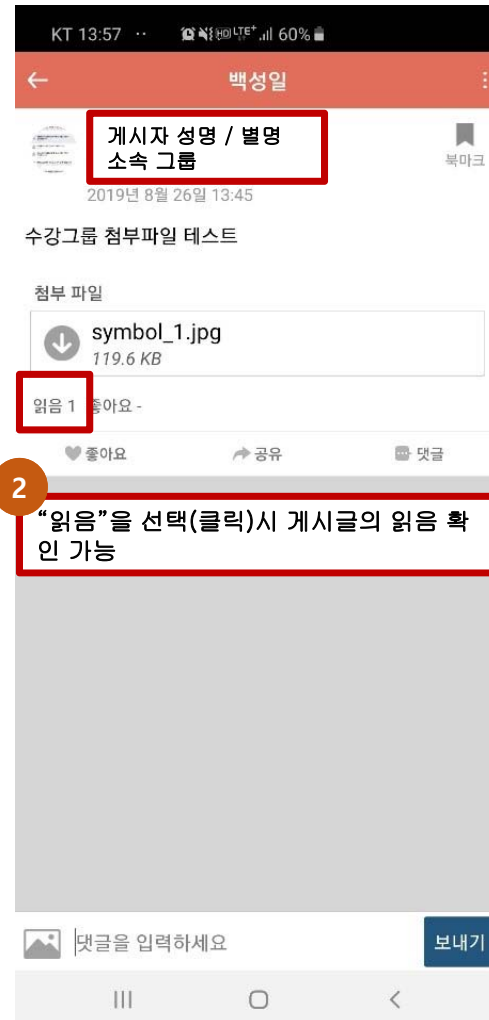 KT 13:57 ·· LTE+ 60%
백성일
게시자 성명 / 별명
소속 그룹
북마크
2019년 8월 26일 13:45
수강그룹 첨부파일 테스트
첨부 파일
symbol_1.jpg
119.6 KB
읽음 1 좋아요 -
좋아요 공유 댓글
2
“읽음”을 선택(클릭)시 게시글의 읽음 확
인 가능
댓글을 입력하세요
보내기